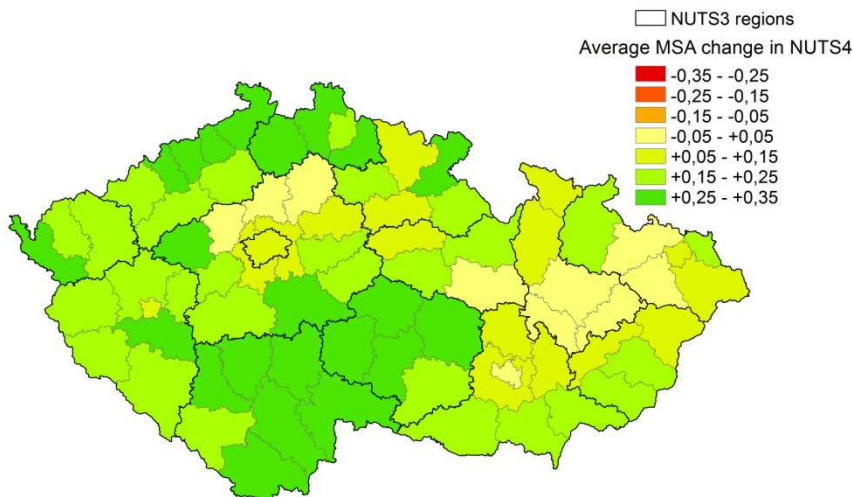 NUTS3 regions
Average MSA change in NUTS4
-0,35 - -0,25
-0,25 - -0,15
-0,15 - -0,05
-0,05 - +0,05
+0,05 - +0,15
+0,15 - +0,25
+0,25 - +0,35